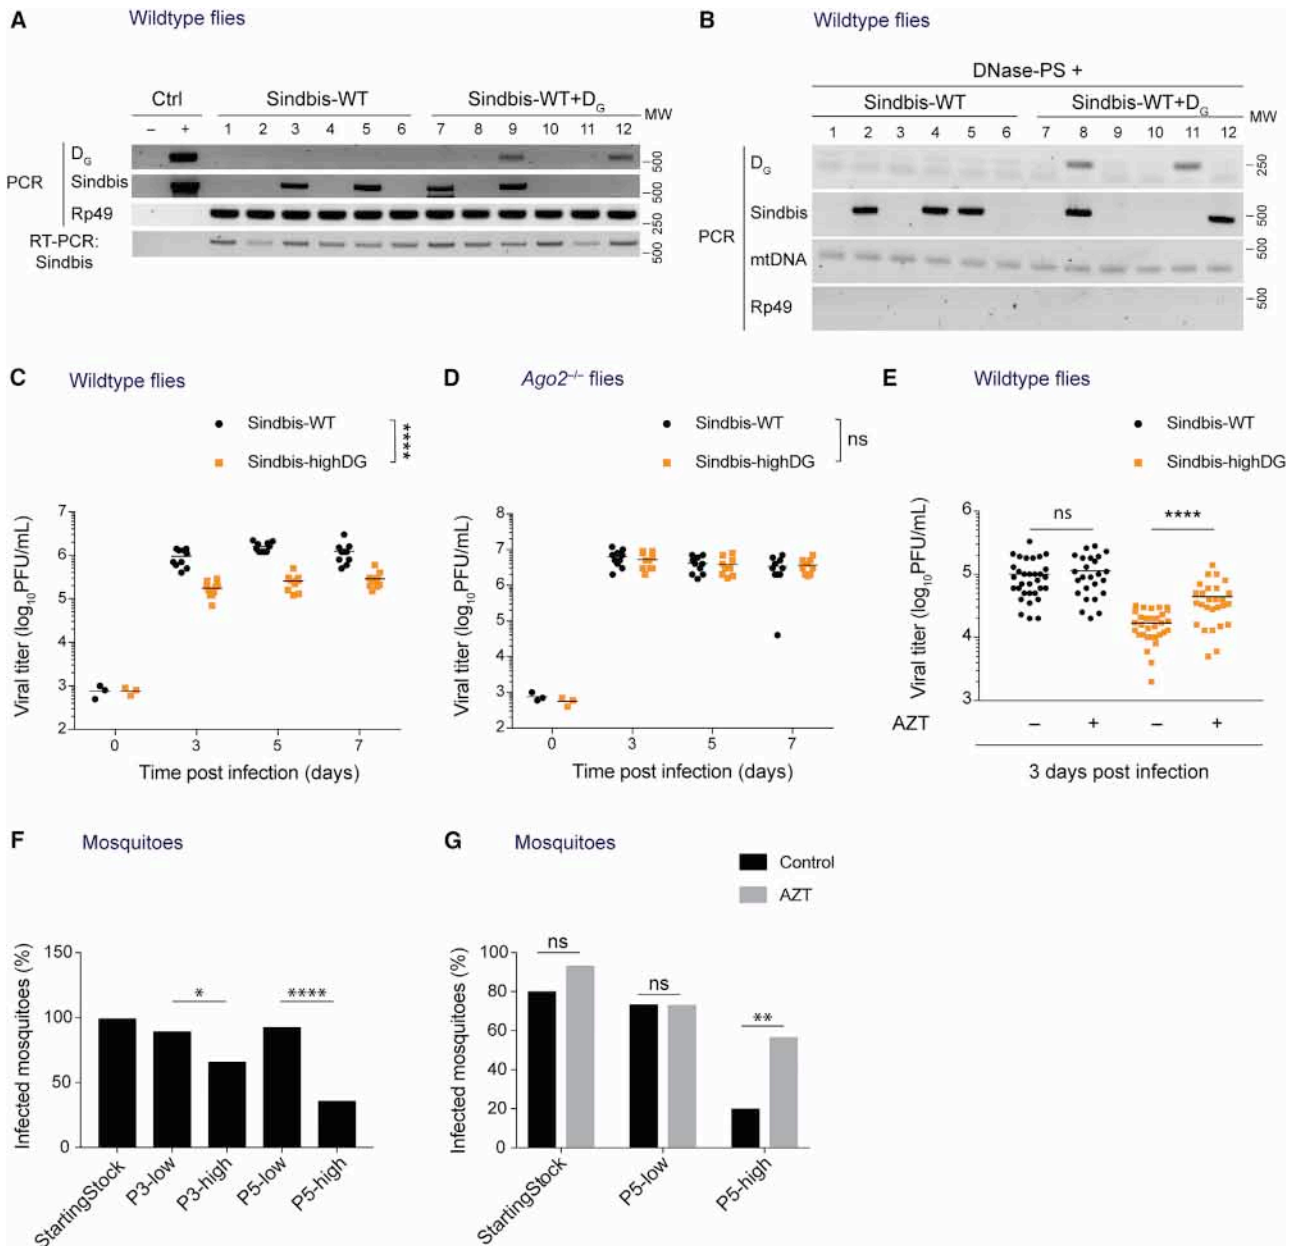 A Wildtype flies
Ctrl Sindbis-WT Sindbis-WT+DG MW
– + 1 2 3 4 5 6 7 8 9 10 11 12
PCR
DG –500
Sindbis –500
Rp49 –250
RT-PCR:
Sindbis –500
B Wildtype flies
DNase-PS +
Sindbis-WT Sindbis-WT+DG MW
1 2 3 4 5 6 7 8 9 10 11 12
PCR
DG –250
Sindbis –500
mtDNA –500
Rp49 –500
C Wildtype flies
Sindbis-WT
Sindbis-highDG
****
Viral titer (log10PFU/mL)
7
6
5
4
3
2
0 3 5 7
Time post infection (days)
D Ago2–/– flies
Sindbis-WT
Sindbis-highDG
ns
Viral titer (log10PFU/mL)
8
7
6
5
4
3
2
0 3 5 7
Time post infection (days)
E Wildtype flies
Sindbis-WT
Sindbis-highDG
Viral titer (log10PFU/mL)
ns ****
6
5
4
3
AZT – + – +
3 days post infection
F Mosquitoes
Infected mosquitoes (%)
* ****
150
100
50
0
StartingStock P3-low P3-high P5-low P5-high
G Mosquitoes
Control
AZT
Infected mosquitoes (%)
ns ns **
100
80
60
40
20
0
StartingStock P5-low P5-high